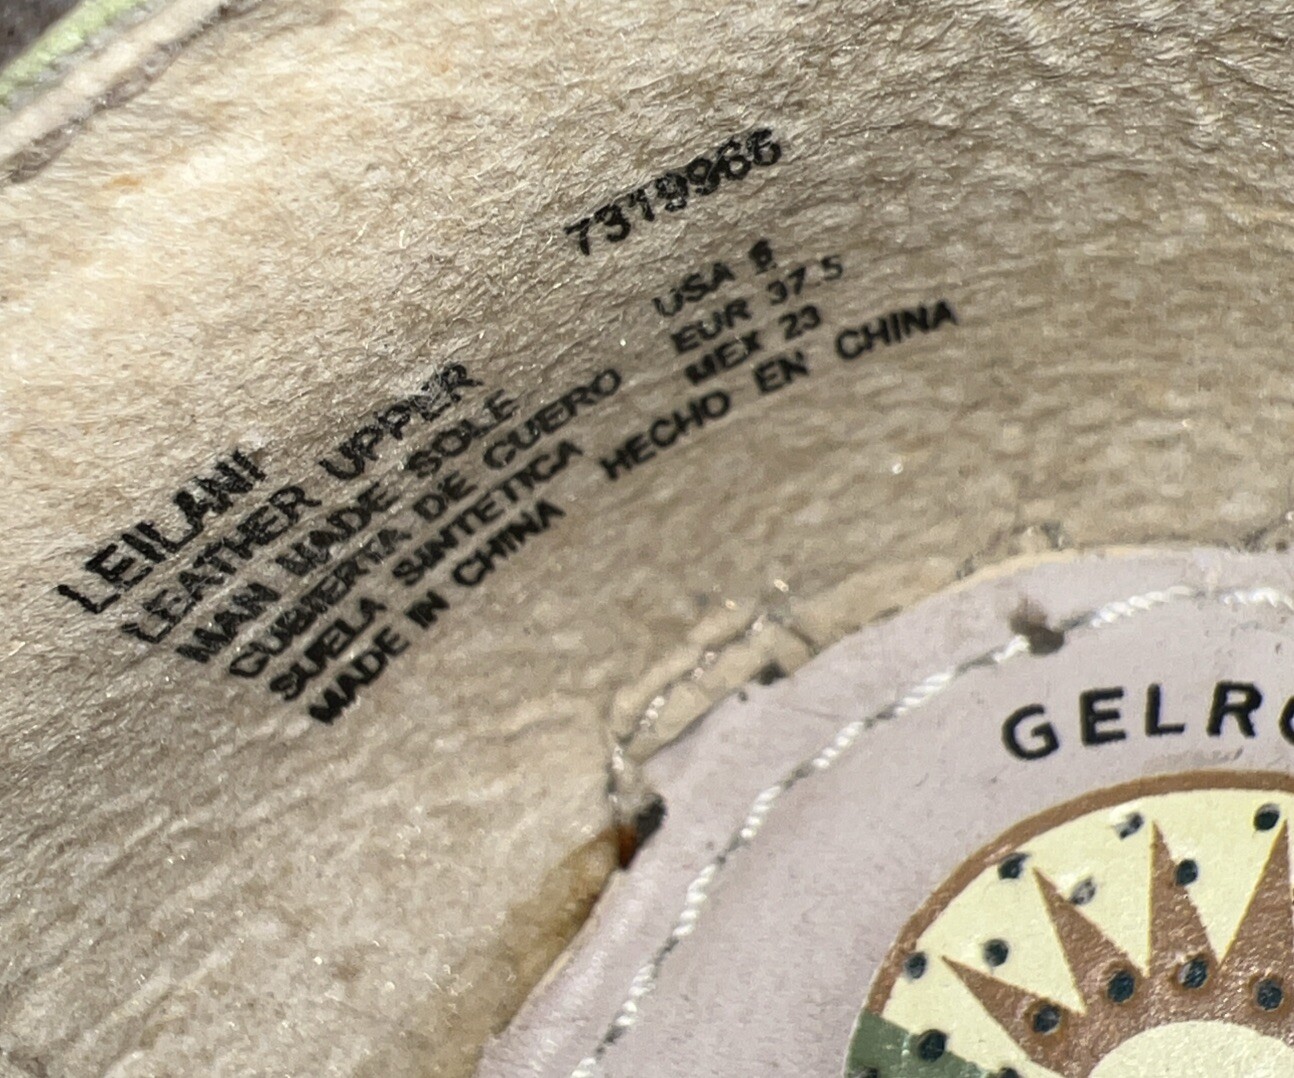 7319966
USA 6
EUR 37.5
MEX 23
HECHO EN CHINA
LEILANI
LEATHER UPPER
MAN MADE SOLE
CUBIERTA DE CUERO
SUELA SINTETICA
MADE IN CHINA
GELR